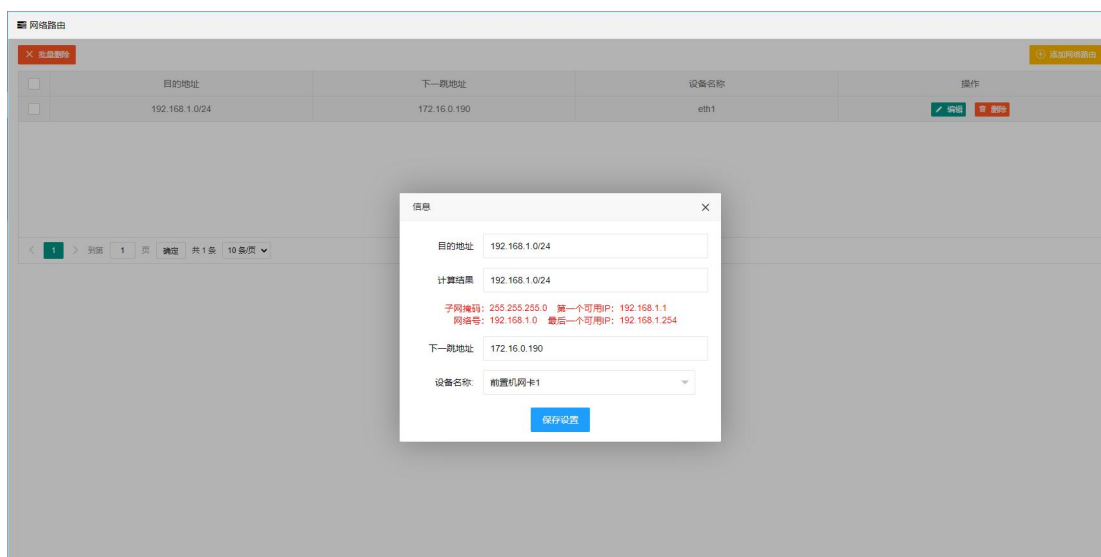 网络路由
批量删除
添加网络路由
目的地址 下一跳地址 设备名称 操作
192.168.1.0/24 172.16.0.190 eth1 编辑 删除
信息
目的地址 192.168.1.0/24
计算结果 192.168.1.0/24
子网掩码：255.255.255.0 第一个可用IP：192.168.1.1
网络号：192.168.1.0 最后一个可用IP：192.168.1.254
下一跳地址 172.16.0.190
设备名称: 前置机网卡1
保存设置
1 到第 1 页 确定 共 1 条 10 条/页